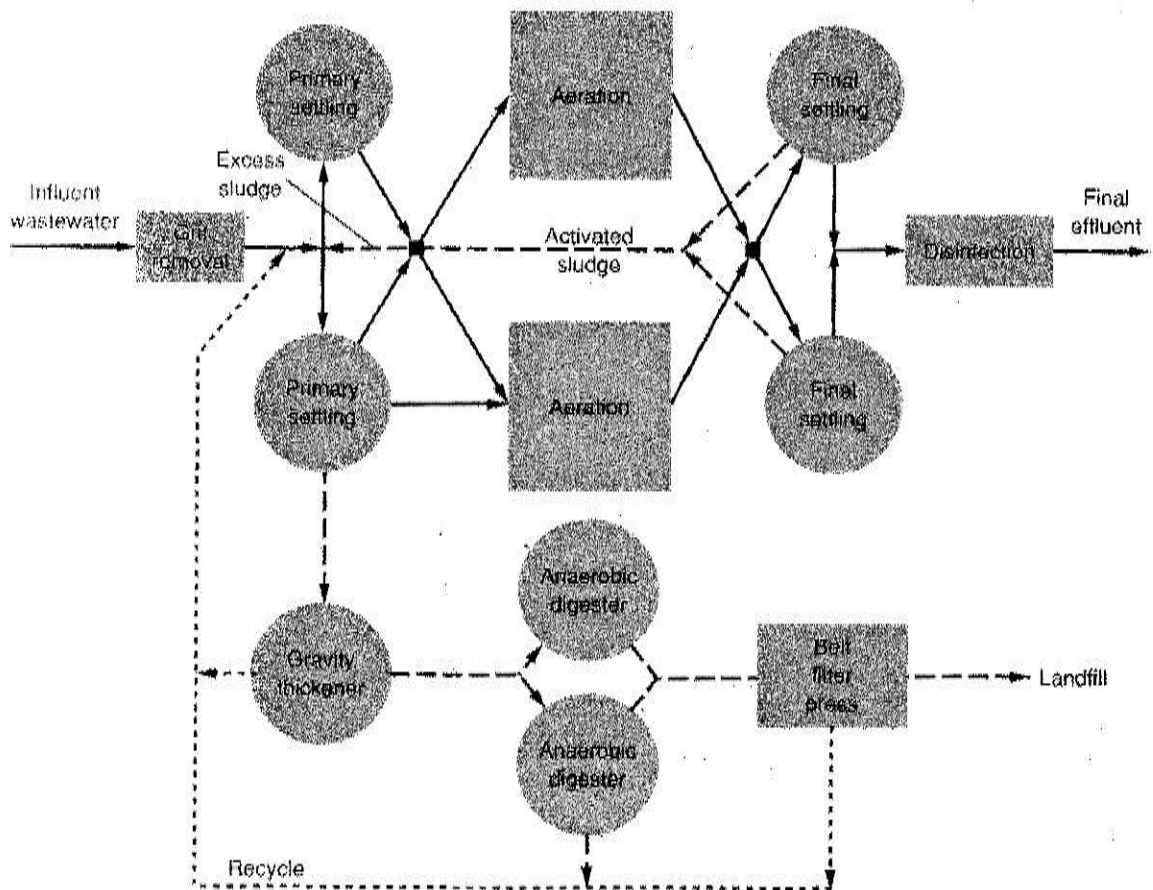 Primary
settling
Aeration
Final
settling
Excess
sludge
Influent
wastewater
Grit
removal
Activated
sludge
Final
effluent
Disinfection
Primary
settling
Aeration
Final
settling
Anaerobic
digester
Gravity
thickener
Belt
filter
press
Landfill
Anaerobic
digester
Recycle